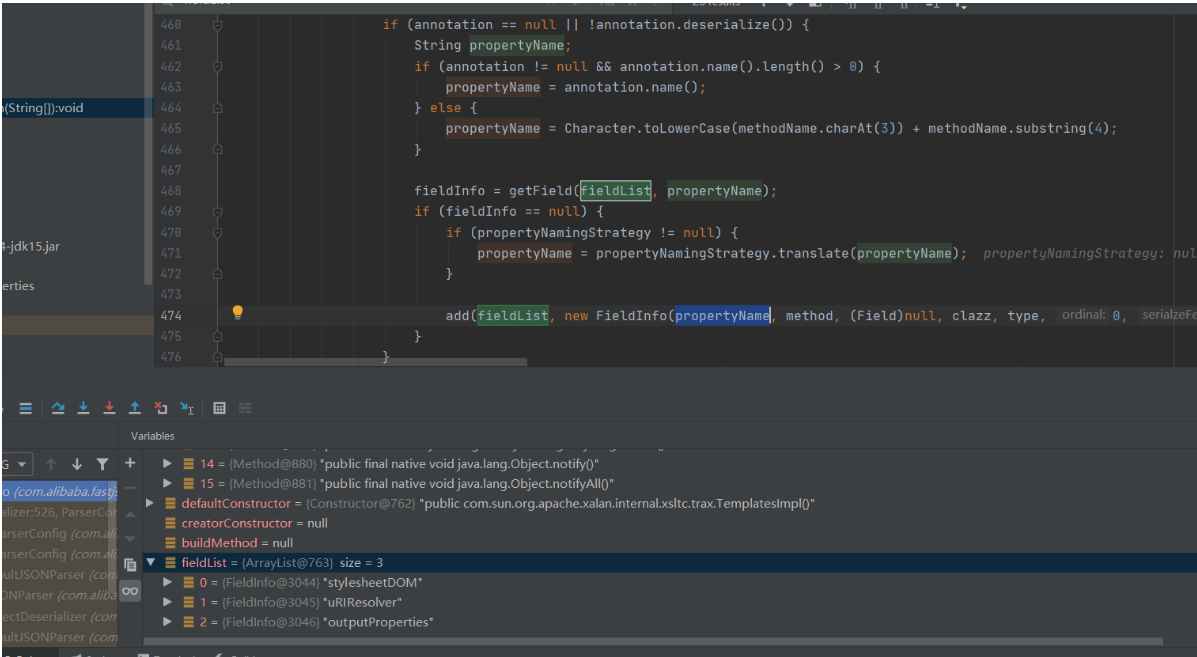 460 if (annotation == null || !annotation.deserialize()) {
461 String propertyName;
462 if (annotation != null && annotation.name().length() > 0) {
463 propertyName = annotation.name();
n(String[]):void
464 } else {
465 propertyName = Character.toLowerCase(methodName.charAt(3)) + methodName.substring(4);
466 }
467
468 fieldInfo = getField(fieldList, propertyName);
469 if (fieldInfo == null) {
470 if (propertyNamingStrategy != null) {
4-jdk15.jar
471 propertyName = propertyNamingStrategy.translate(propertyName); propertyNamingStrategy: nul
472 }
erties
473
474 add(fieldList, new FieldInfo(propertyName, method, (Field)null, clazz, type, ordinal: 0, serialzeFe
475 }
476 }
Variables
14 = {Method@880} "public final native void java.lang.Object.notify()"
15 = {Method@881} "public final native void java.lang.Object.notifyAll()"
o (com.alibaba.fastjs
defaultConstructor = {Constructor@762} "public com.sun.org.apache.xalan.internal.xsltc.trax.TemplatesImpl()"
alizer:526, ParserCor
creatorConstructor = null
arserConfig (com.ali
buildMethod = null
arserConfig (com.ali
fieldList = {ArrayList@763} size = 3
aultJSONParser (com
0 = {FieldInfo@3044} "stylesheetDOM"
ONParser (com.aliba
1 = {FieldInfo@3045} "uRIResolver"
ectDeserializer (com
2 = {FieldInfo@3046} "outputProperties"
aultJSONParser (com